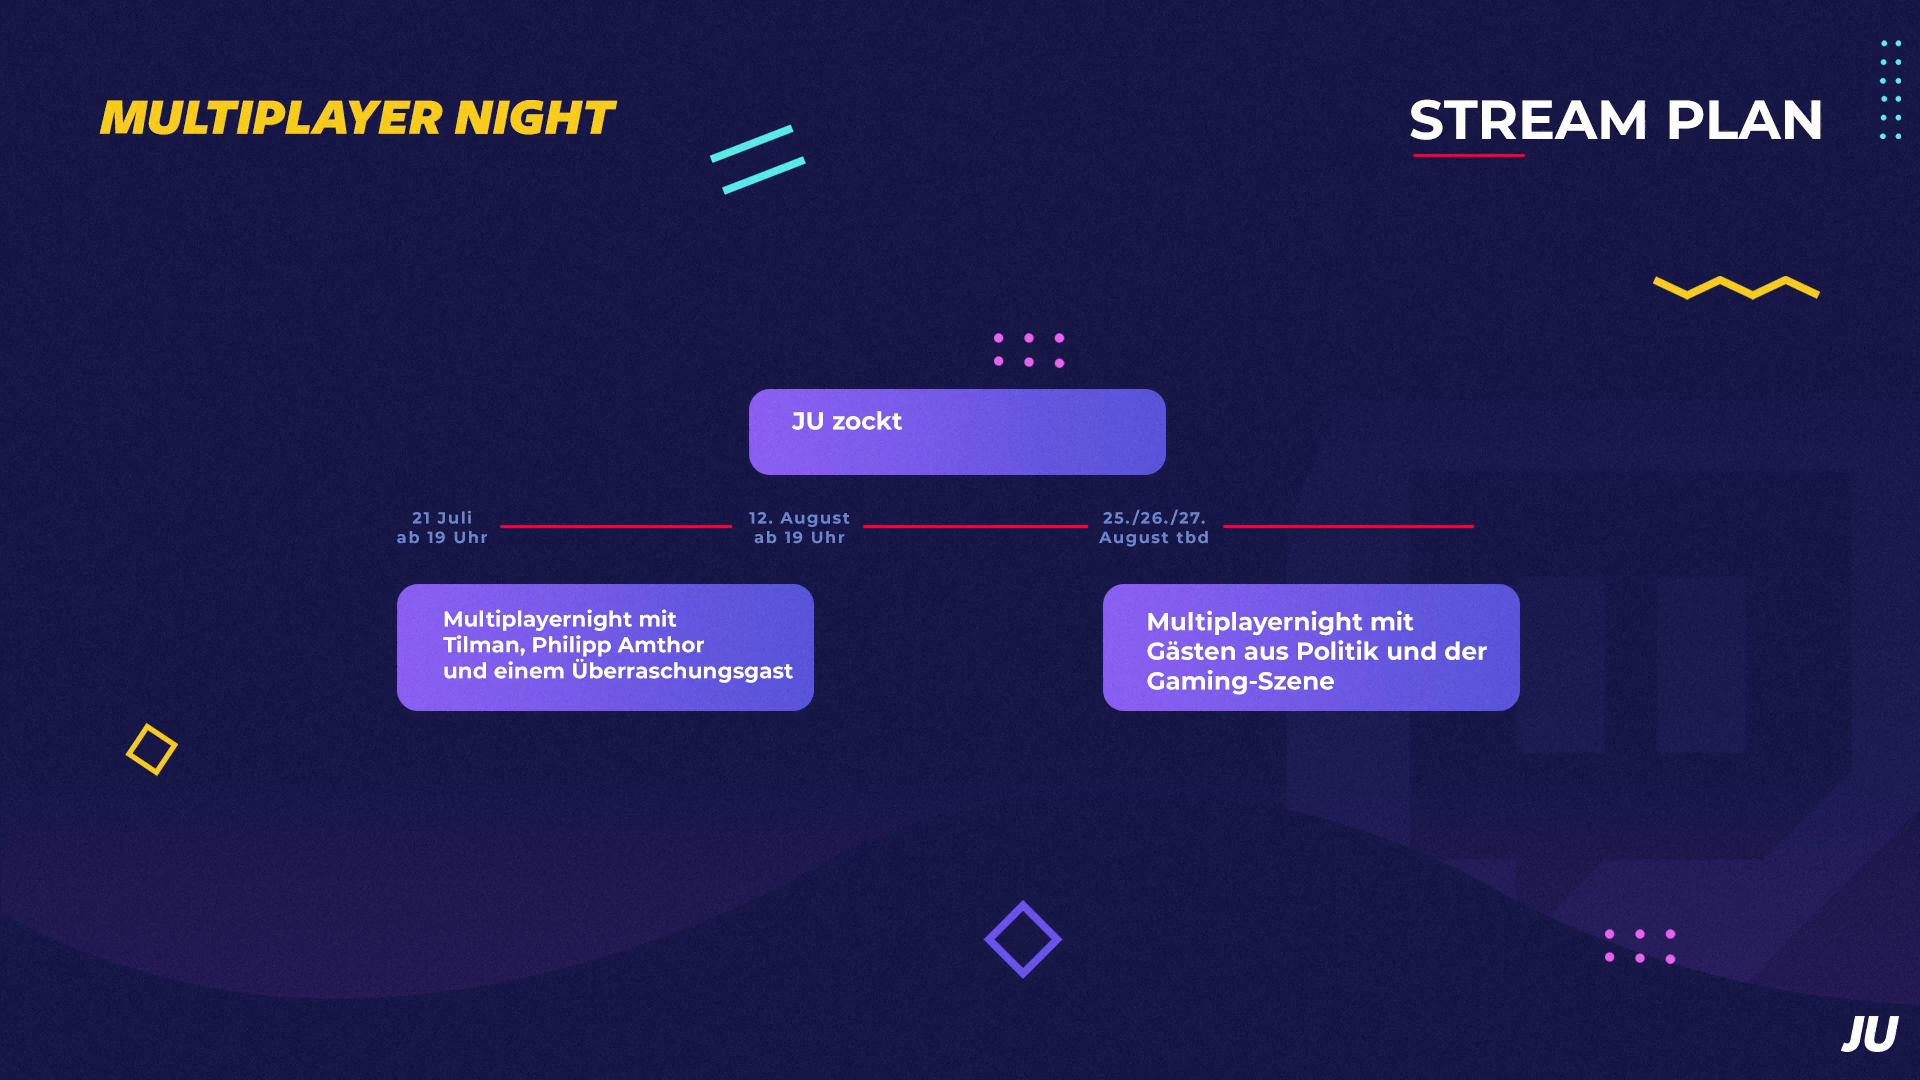 MULTIPLAYER NIGHT
STREAM PLAN
JU zockt
21 Juli
ab 19 Uhr
12. August
ab 19 Uhr
25./26./27.
August tbd
Multiplayernight mit
Tilman, Philipp Amthor
und einem Überraschungsgast
Multiplayernight mit
Gästen aus Politik und der
Gaming-Szene
JU